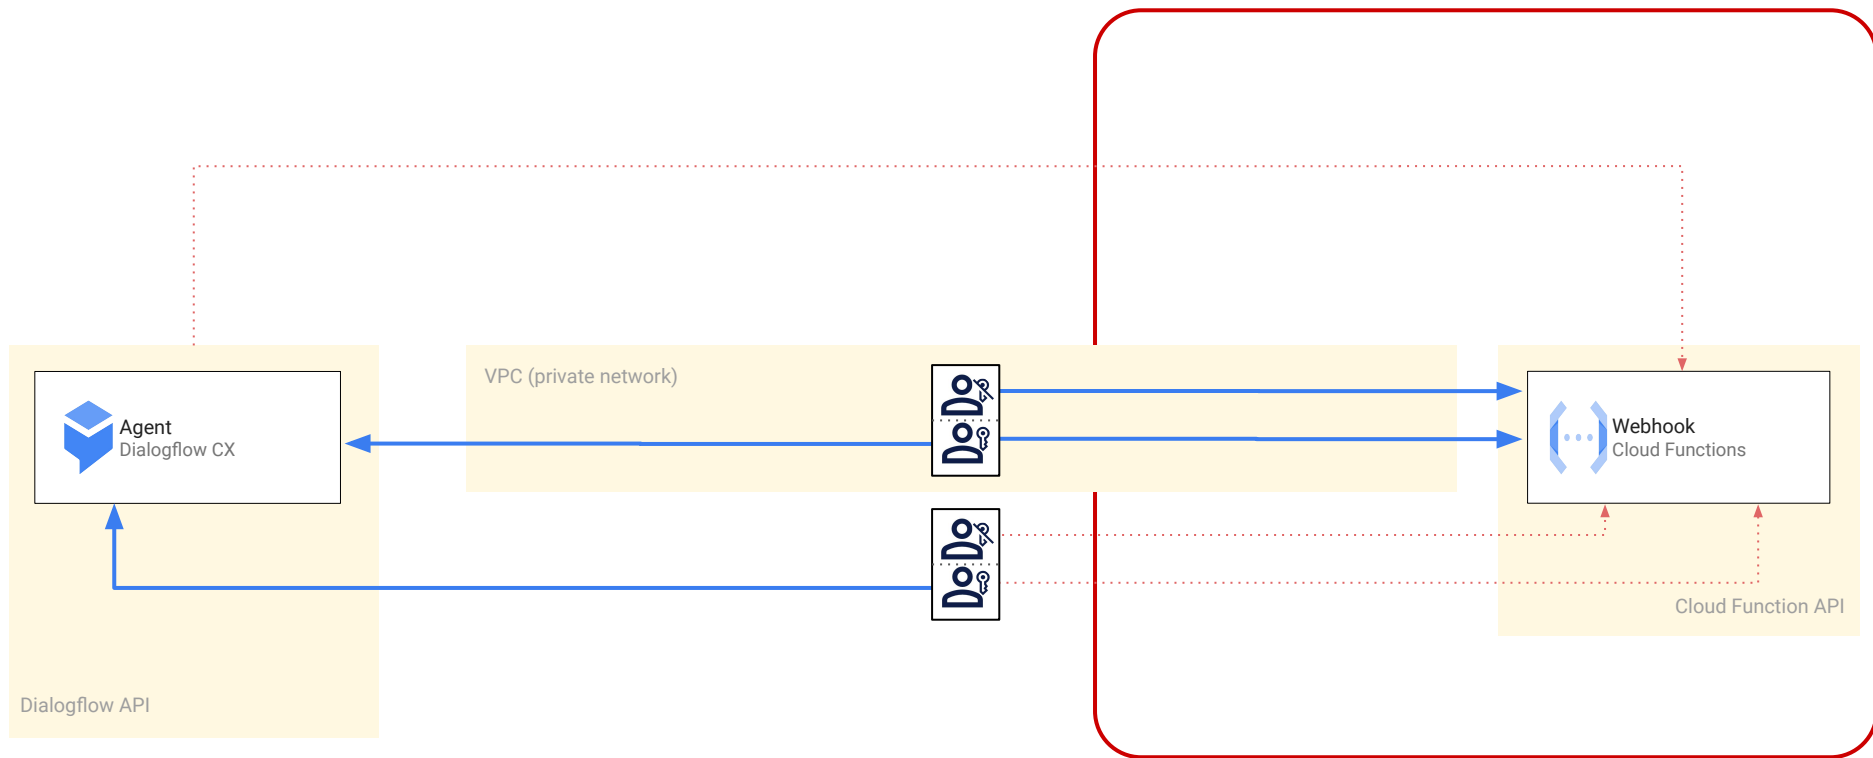 VPC (private network)
Agent
Dialogflow CX
Webhook
Cloud Functions
Cloud Function API
Dialogflow API